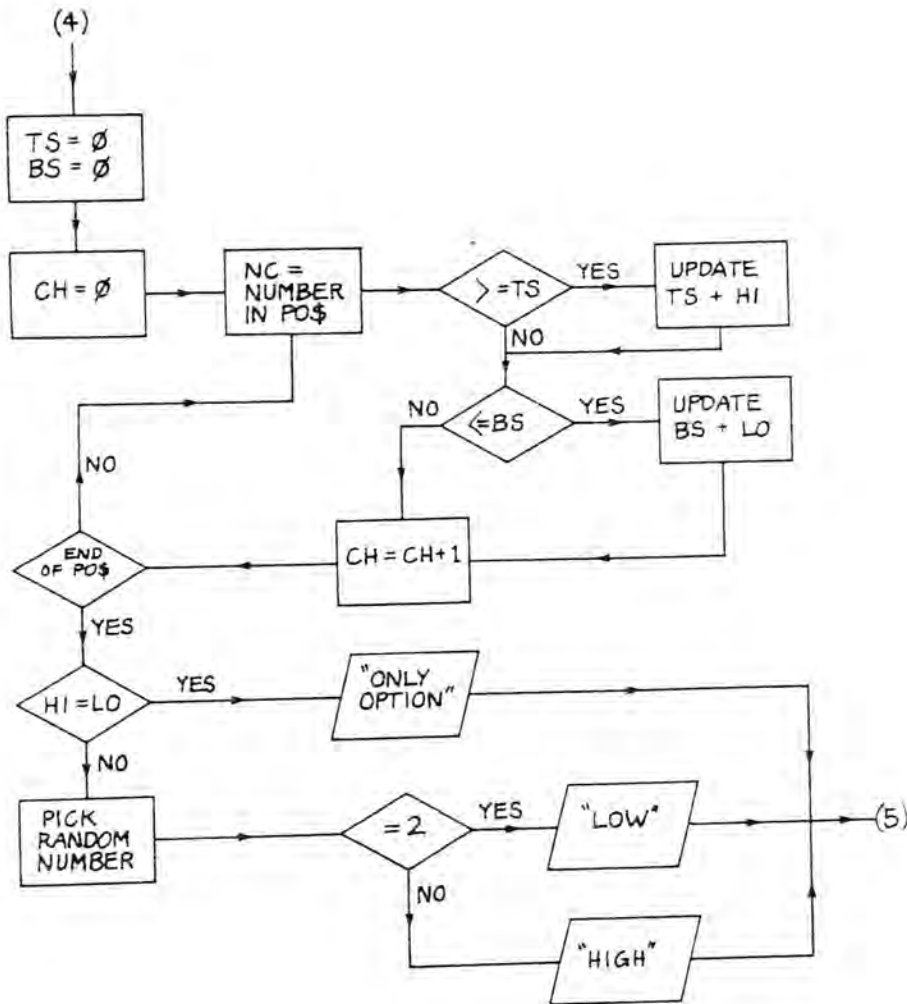 (4)
TS = Ø
BS = Ø
CH = Ø
NC =
NUMBER
IN PO$
>=TS
YES
UPDATE
TS + HI
NO
<=BS
YES
UPDATE
BS + LO
NO
CH = CH+1
END
OF PO$
NO
YES
HI = LO
YES
"ONLY
OPTION"
NO
PICK
RANDOM
NUMBER
= 2
YES
"LOW"
(5)
NO
"HIGH"